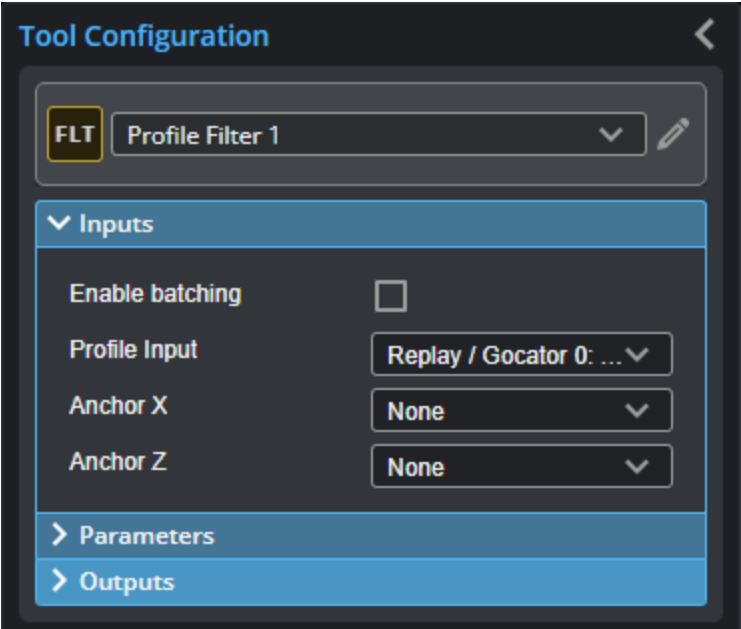 Tool Configuration
FLT Profile Filter 1
Inputs
Enable batching
Profile Input Replay / Gocator 0: ...
Anchor X None
Anchor Z None
Parameters
Outputs